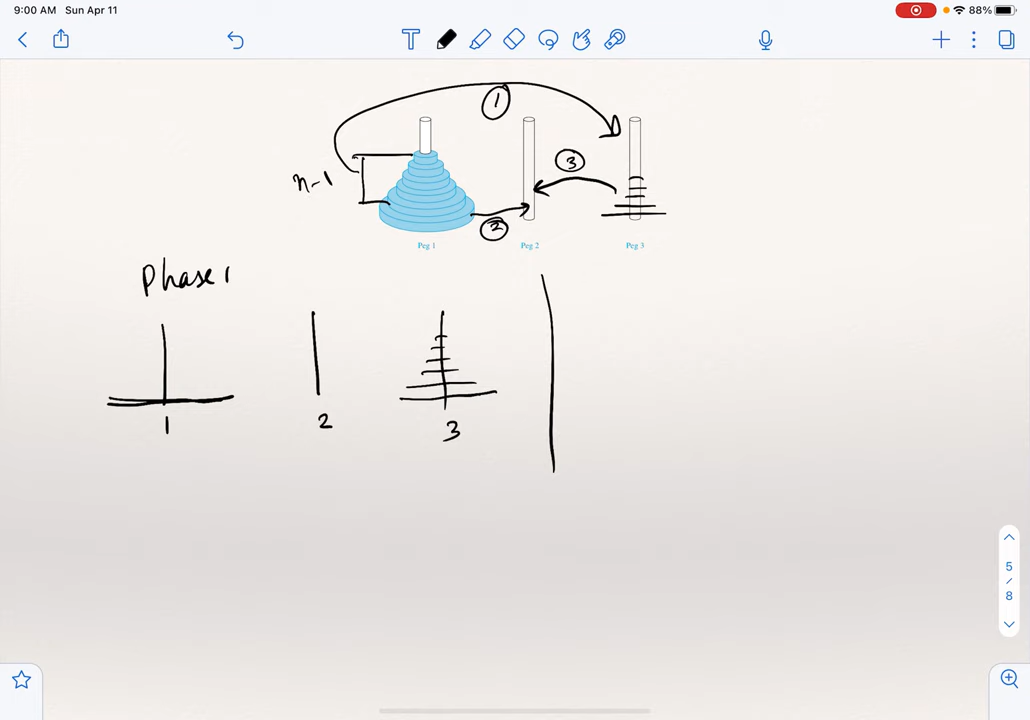 9:00 AM Sun Apr 11
88%
T
1
3
n-1
2
Peg 1
Peg 2
Peg 3
Phase 1
1
2
3
5
/
8